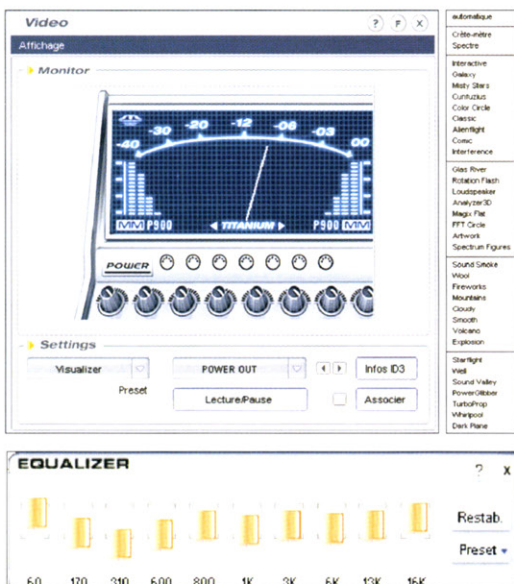 Video
? F X
Affichage
Monitor
-40 -30 -20 -12 -06 -03 00
MM P900 TITANIUM P900 MM
POWER
Settings
Visualizer
POWER OUT
Infos ID3
Preset
Lecture/Pause
Associer
automatique
Crête-mètre
Spectre
Interactive
Galaxy
Misty Stars
Cunfuzius
Color Circle
Classic
Alienflight
Comic
Interference
Glas River
Rotation Flash
Loudspeaker
Analyzer3D
Magix Flat
FFT Circle
Artwork
Spectrum Figures
Sound Smoke
Wool
Fireworks
Mountains
Cloudy
Smooth
Volcano
Explosion
Starflight
Well
Sound Valley
PowerGlibber
TurboProp
Whirlpool
Dark Plane
EQUALIZER
? X
Restab.
Preset
60 170 310 600 800 1K 3K 6K 13K 16K